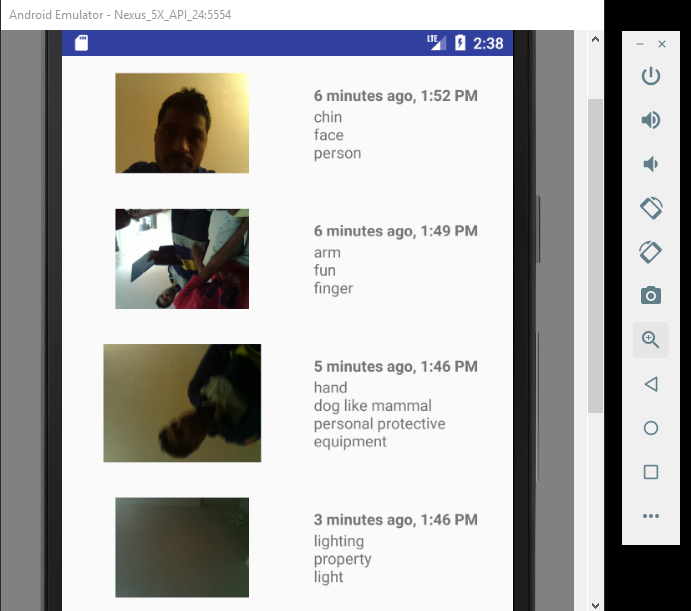 Android Emulator - Nexus_5X_API_24:5554
LTE 2:38
6 minutes ago, 1:52 PM
chin
face
person
6 minutes ago, 1:49 PM
arm
fun
finger
5 minutes ago, 1:46 PM
hand
dog like mammal
personal protective
equipment
3 minutes ago, 1:46 PM
lighting
property
light